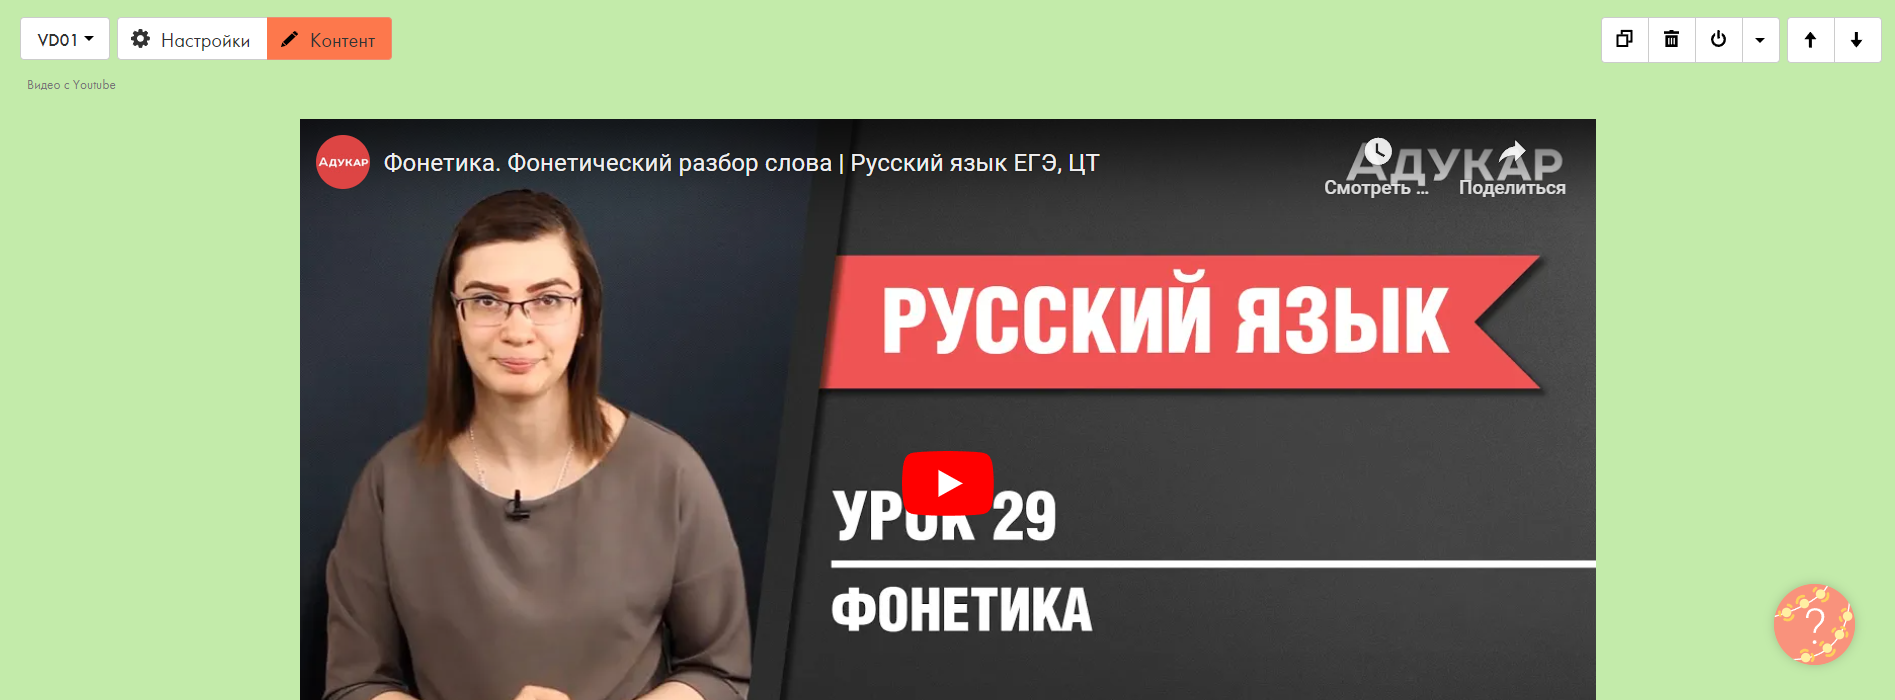 VD01
Настройки
Контент
Видео с Youtube
АДУКАР
Фонетика. Фонетический разбор слова | Русский язык ЕГЭ, ЦТ
АДУКАР
Смотреть ...
Поделиться
РУССКИЙ ЯЗЫК
УРОК 29
ФОНЕТИКА
?